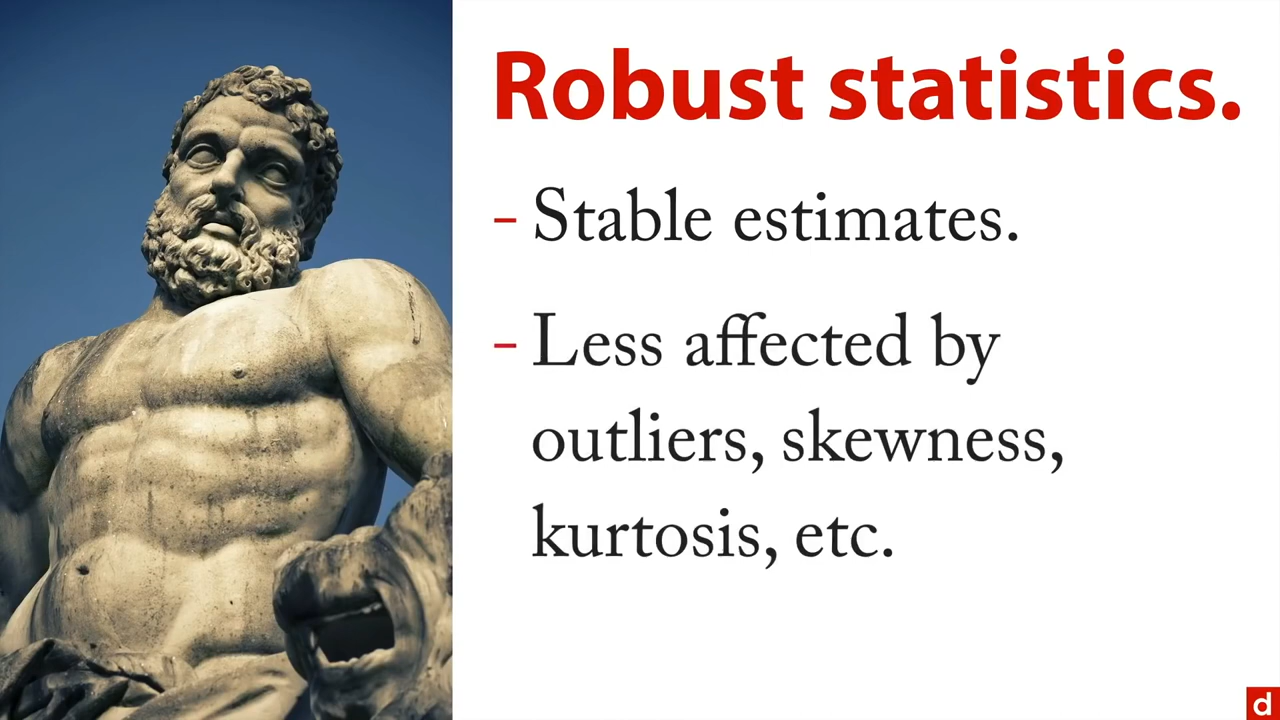 Robust statistics.
- Stable estimates.
- Less affected by
outliers, skewness,
kurtosis, etc.
d